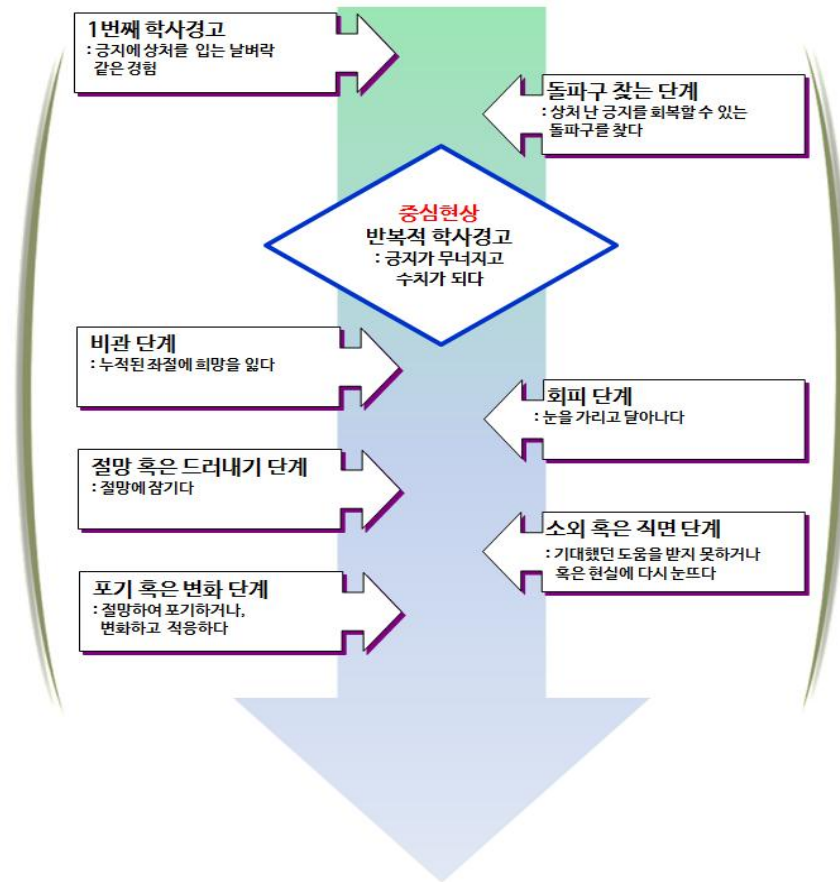 1번째 학사경고
: 긍지에 상처를 입는 날벼락
같은 경험
돌파구 찾는 단계
: 상처 난 긍지를 회복할 수 있는
돌파구를 찾다
중심현상
반복적 학사경고
: 긍지가 무너지고
수치가 되다
비관 단계
: 누적된 좌절에 희망을 잃다
회피 단계
: 눈을 가리고 달아나다
절망 혹은 드러내기 단계
: 절망에 잠기다
소외 혹은 직면 단계
: 기대했던 도움을 받지 못하거나
혹은 현실에 다시 눈뜨다
포기 혹은 변화 단계
: 절망하여 포기하거나,
변화하고 적응하다